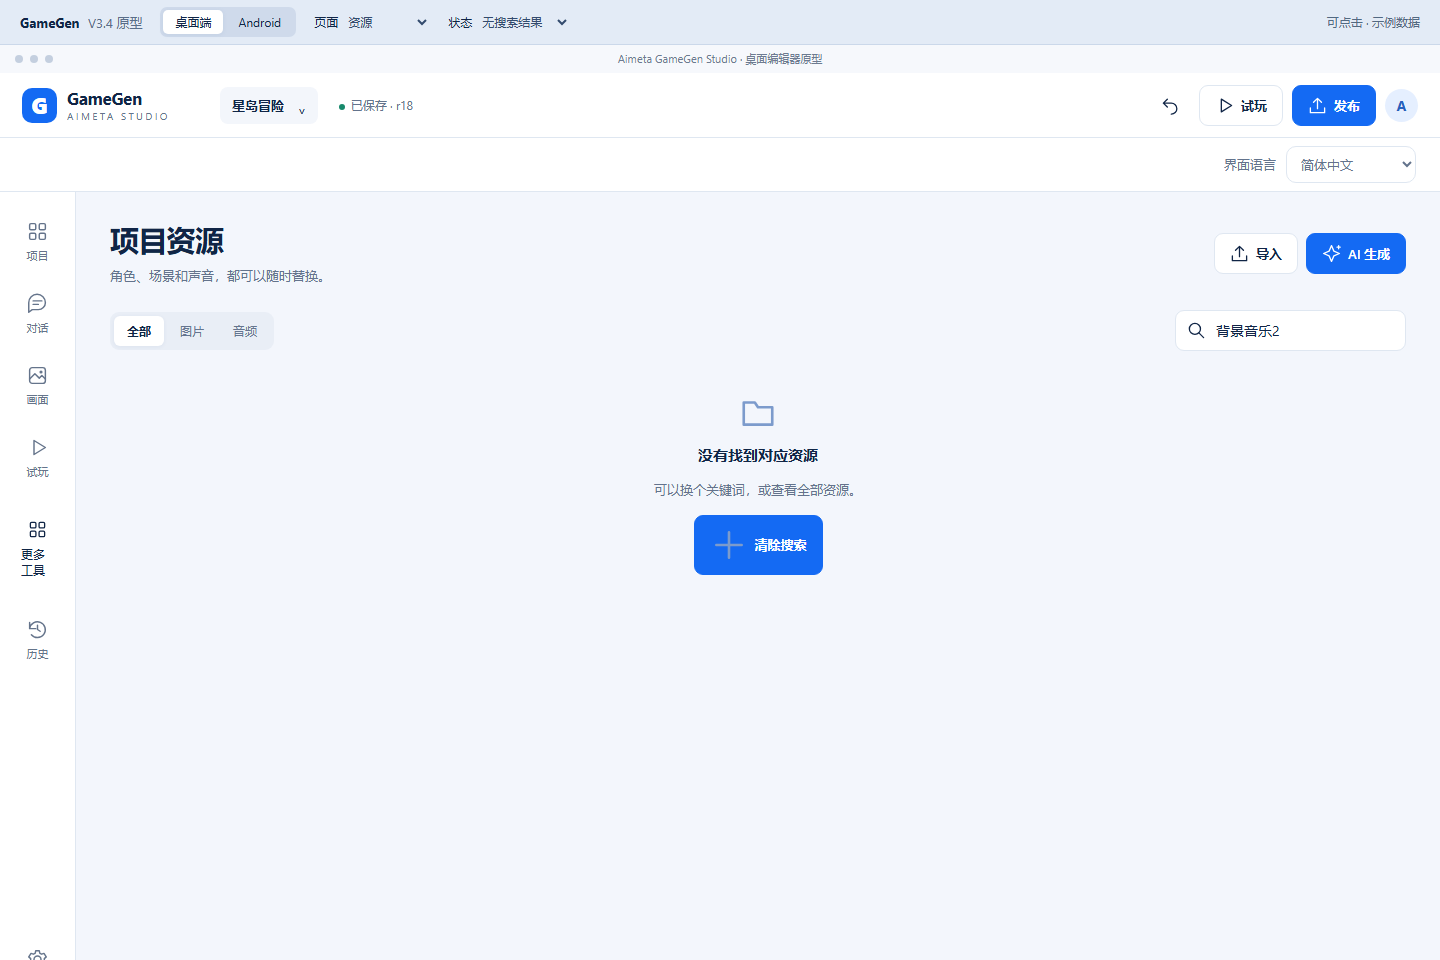 GameGen V3.4 原型 桌面端 Android 页面 资源 状态 无搜索结果 可点击 · 示例数据
Aimeta GameGen Studio · 桌面编辑器原型
G GameGen
AIMETA STUDIO
星岛冒险 已保存 · r18 试玩 发布 A
界面语言 简体中文
项目
对话
画面
试玩
更多
工具
历史
项目资源
角色、场景和声音，都可以随时替换。
导入 AI 生成
全部 图片 音频 背景音乐2
没有找到对应资源
可以换个关键词，或查看全部资源。
清除搜索